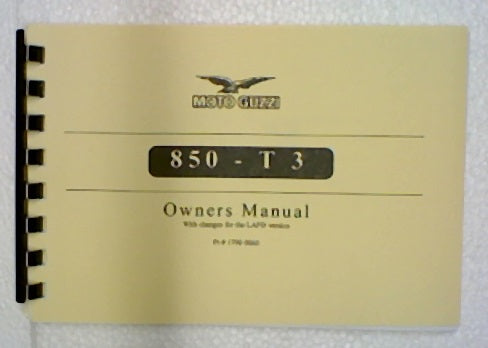 MOTO GUZZI
850 - T 3
Owners Manual
With changes for the LAPD version